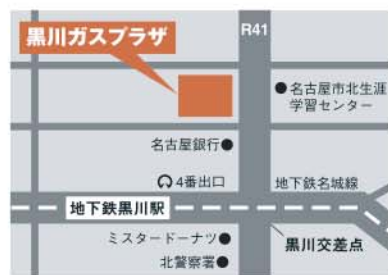 黒川ガスプラザ
R41
●名古屋市北生涯
学習センター
名古屋銀行●
4番出口
地下鉄名城線
地下鉄黒川駅
ミスタードーナツ●
黒川交差点
北警察署●